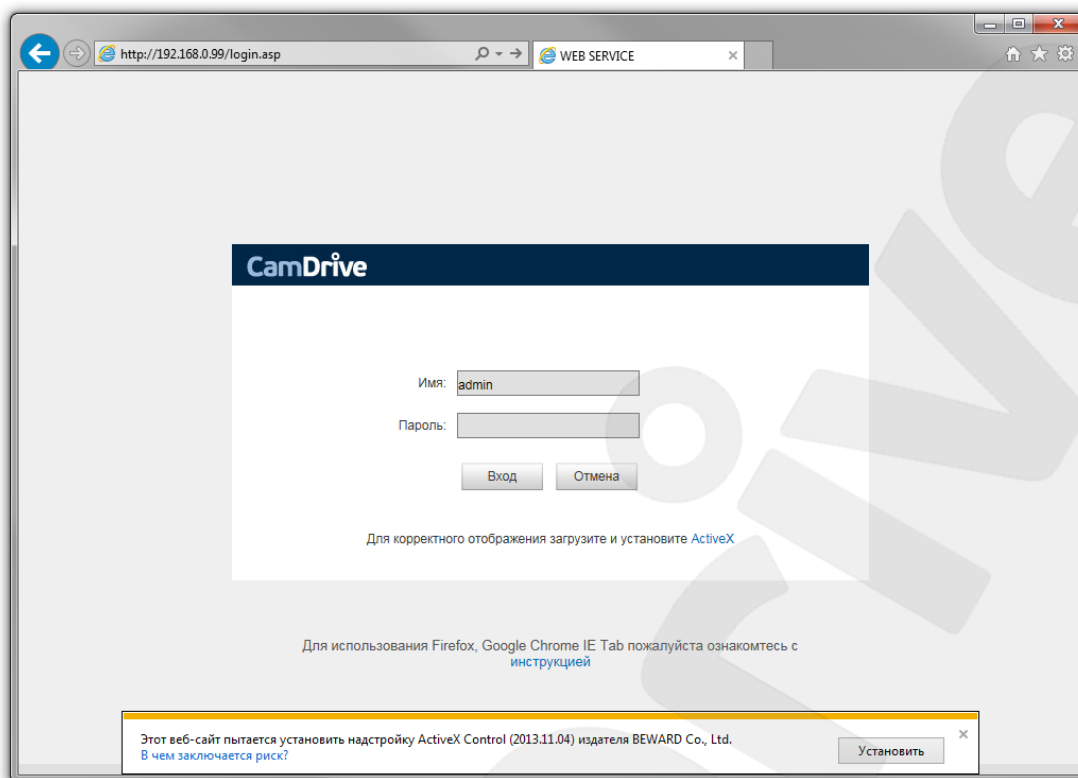 http://192.168.0.99/login.asp
WEB SERVICE
CamDrive
Имя: admin
Пароль:
Вход Отмена
Для корректного отображения загрузите и установите ActiveX
Для использования Firefox, Google Chrome IE Tab пожалуйста ознакомтесь с
инструкцией
Этот веб-сайт пытается установить надстройку ActiveX Control (2013.11.04) издателя BEWARD Co., Ltd.
В чем заключается риск?
Установить